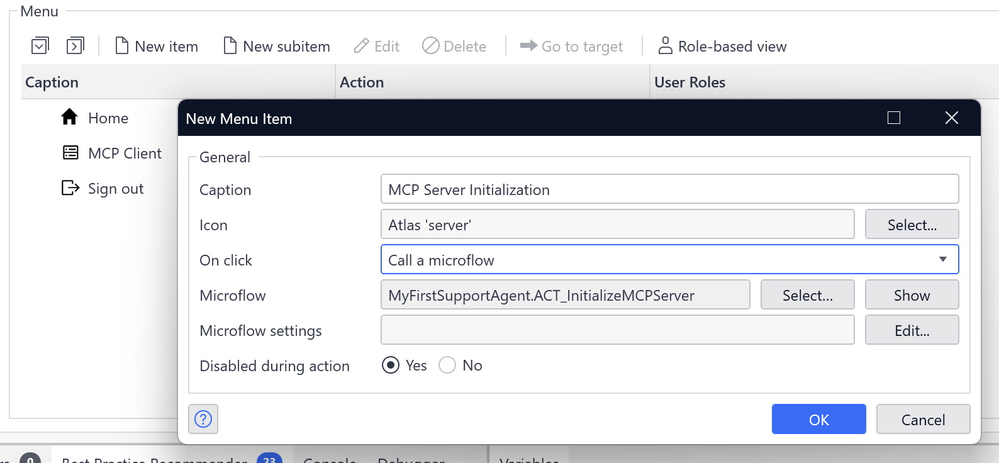 Menu
New item New subitem Edit Delete Go to target Role-based view
Caption Action User Roles
Home
MCP Client
Sign out
New Menu Item
General
Caption MCP Server Initialization
Icon Atlas 'server' Select...
On click Call a microflow
Microflow MyFirstSupportAgent.ACT_InitializeMCPServer Select... Show
Microflow settings Edit...
Disabled during action Yes No
? OK Cancel
0 Best Practice Recommender 23 Console Debugger Variables